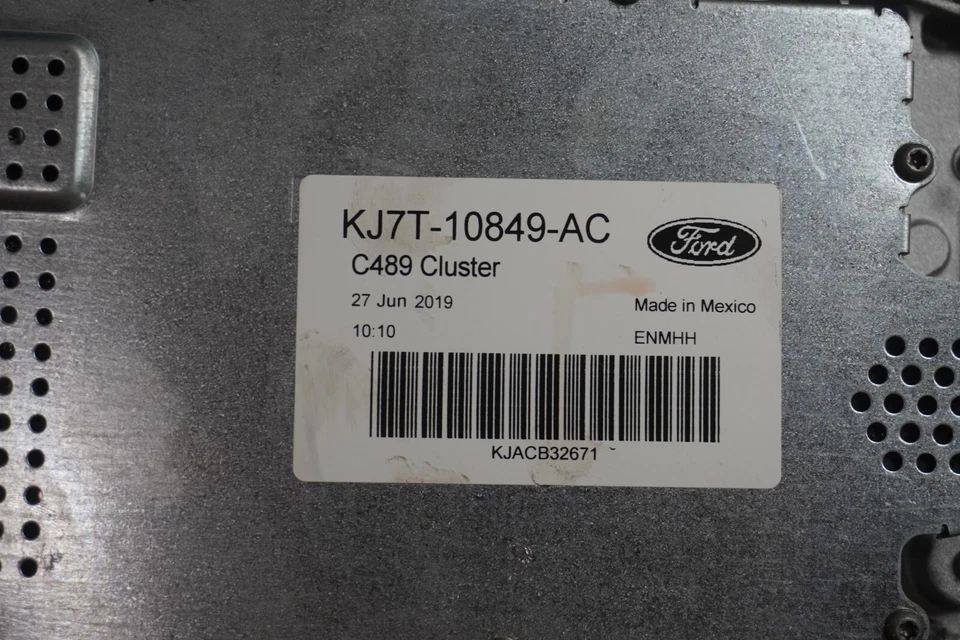 KJ7T-10849-AC
Ford
C489 Cluster
27 Jun 2019
Made in Mexico
10:10
ENMHH
KJACB32671